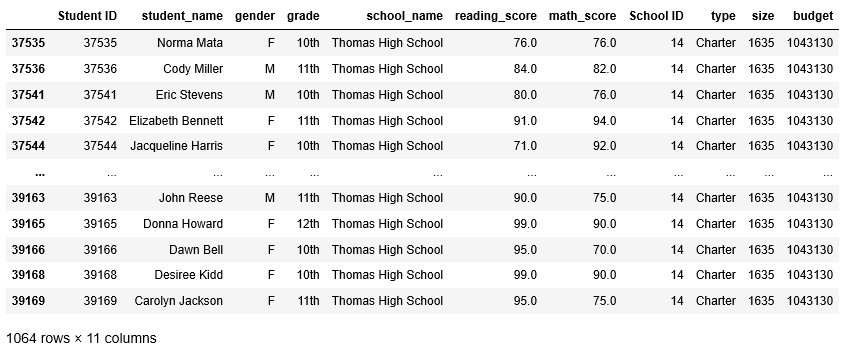 Student ID student_name gender grade school_name reading_score math_score School ID type size budget
37535 37535 Norma Mata F 10th Thomas High School 76.0 76.0 14 Charter 1635 1043130
37536 37536 Cody Miller M 11th Thomas High School 84.0 82.0 14 Charter 1635 1043130
37541 37541 Eric Stevens M 10th Thomas High School 80.0 76.0 14 Charter 1635 1043130
37542 37542 Elizabeth Bennett F 11th Thomas High School 91.0 94.0 14 Charter 1635 1043130
37544 37544 Jacqueline Harris F 10th Thomas High School 71.0 92.0 14 Charter 1635 1043130
... ... ... ... ... ... ... ... ... ... ... ...
39163 39163 John Reese M 11th Thomas High School 90.0 75.0 14 Charter 1635 1043130
39165 39165 Donna Howard F 12th Thomas High School 99.0 90.0 14 Charter 1635 1043130
39166 39166 Dawn Bell F 10th Thomas High School 95.0 70.0 14 Charter 1635 1043130
39168 39168 Desiree Kidd F 10th Thomas High School 99.0 90.0 14 Charter 1635 1043130
39169 39169 Carolyn Jackson F 11th Thomas High School 95.0 75.0 14 Charter 1635 1043130
1064 rows × 11 columns